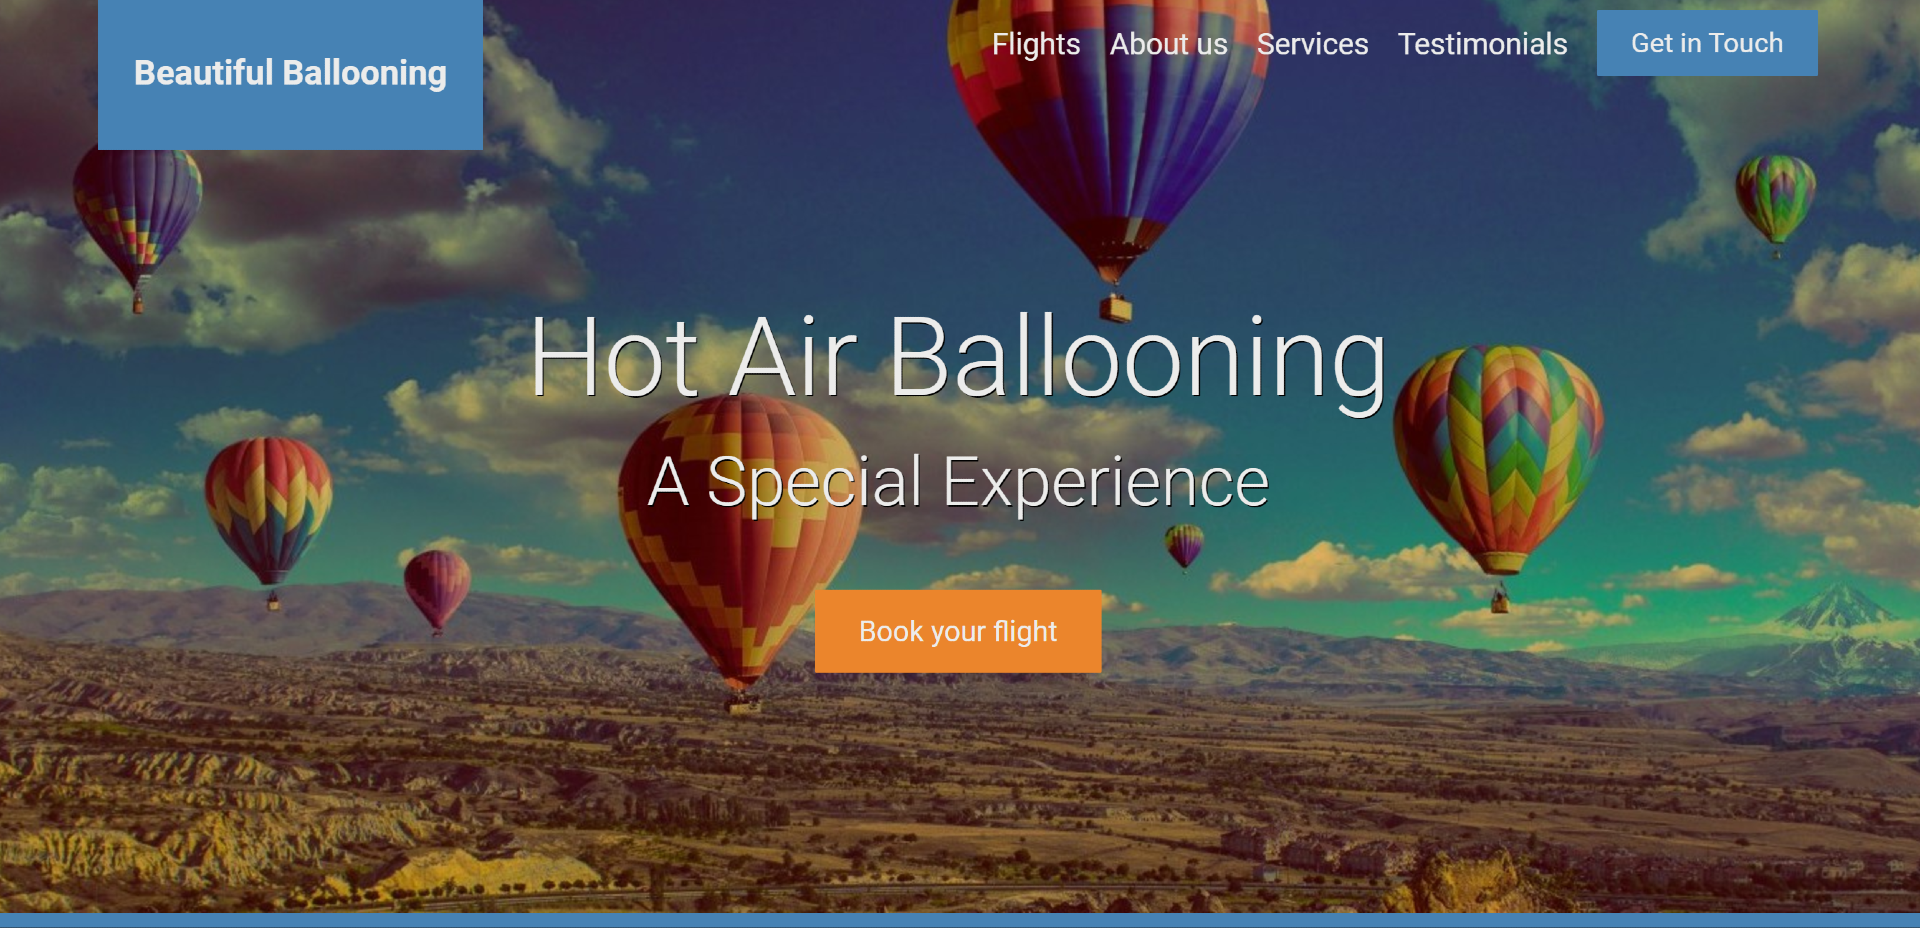 Beautiful Ballooning
Flights About us Services Testimonials Get in Touch
Hot Air Ballooning
A Special Experience
Book your flight